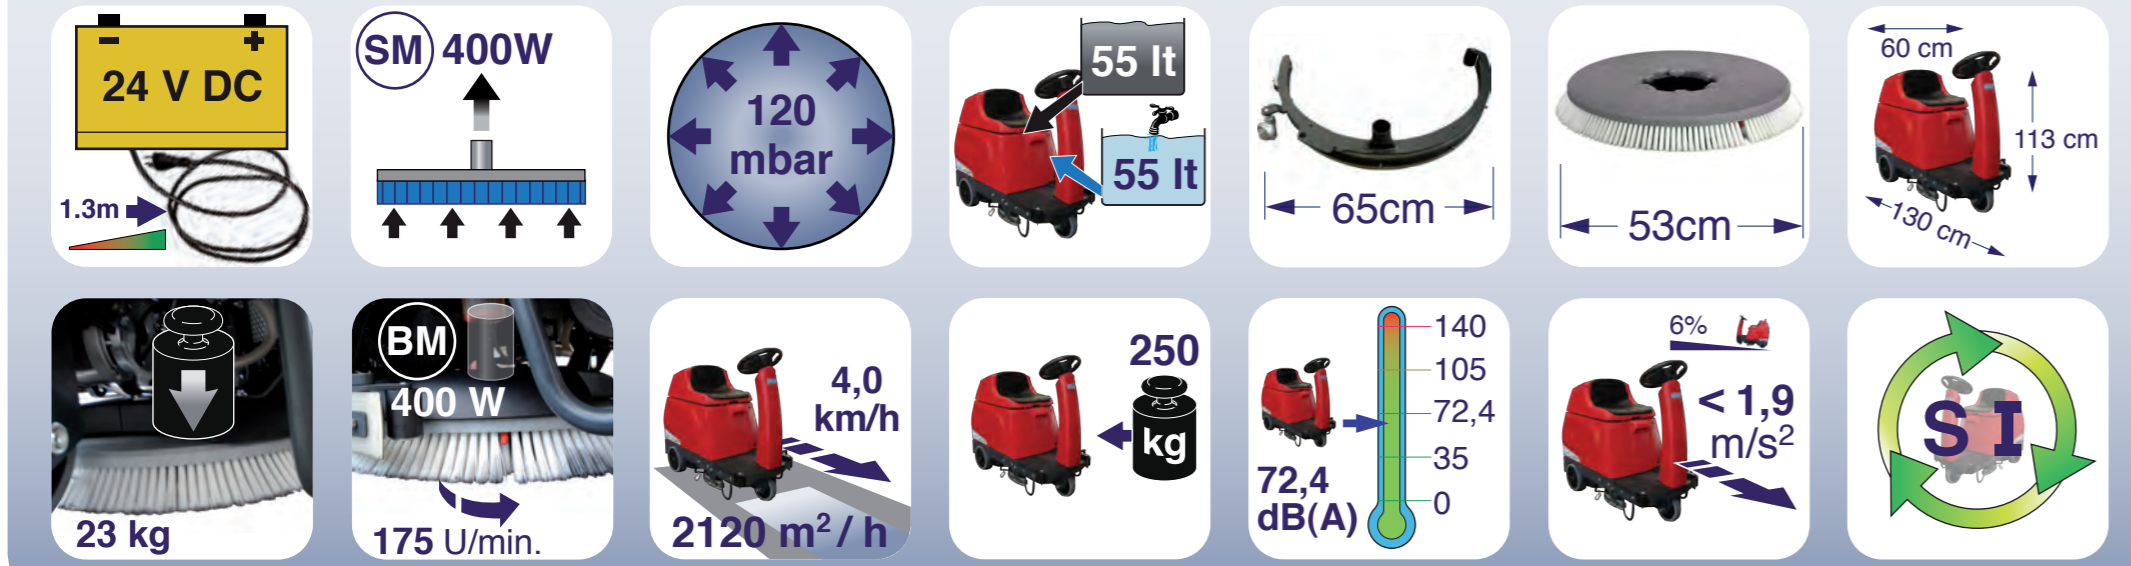 24 V DC
1.3m
SM 400W
120
mbar
55 lt
55 lt
65cm
53cm
60 cm
113 cm
130 cm
23 kg
BM
400 W
175 U/min.
4,0
km/h
2120 m² / h
250
kg
140
105
72,4
35
0
72,4
dB(A)
6%
< 1,9
m/s²
S I